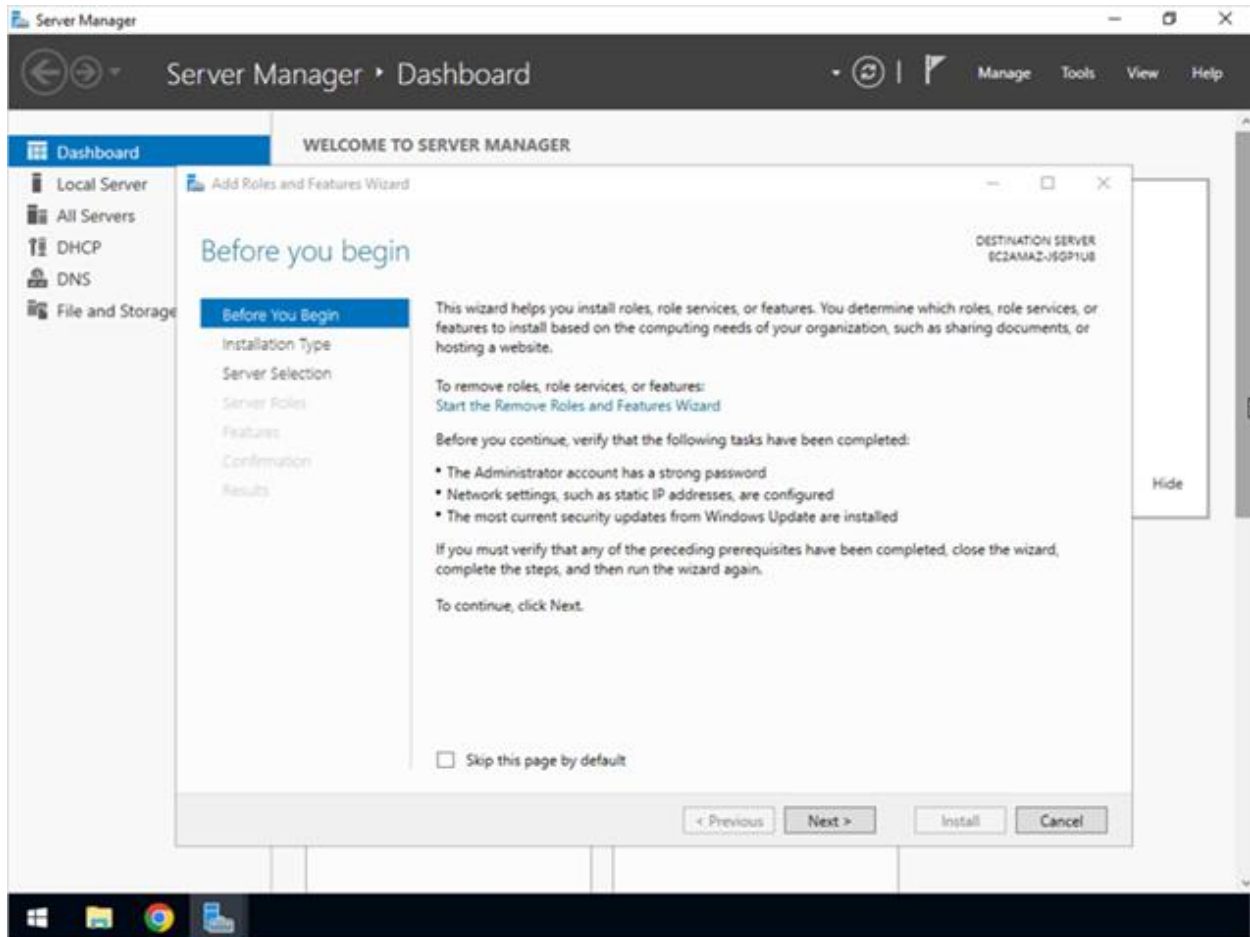 Server Manager
Server Manager ‣ Dashboard
Manage Tools View Help
Dashboard
Local Server
All Servers
DHCP
DNS
File and Storage
WELCOME TO SERVER MANAGER
Add Roles and Features Wizard
Before you begin
DESTINATION SERVER
EC2AMAZ-J5GP1U8
Before You Begin
Installation Type
Server Selection
Server Roles
Features
Confirmation
Results
This wizard helps you install roles, role services, or features. You determine which roles, role services, or
features to install based on the computing needs of your organization, such as sharing documents, or
hosting a website.
To remove roles, role services, or features:
Start the Remove Roles and Features Wizard
Before you continue, verify that the following tasks have been completed:
• The Administrator account has a strong password
• Network settings, such as static IP addresses, are configured
• The most current security updates from Windows Update are installed
If you must verify that any of the preceding prerequisites have been completed, close the wizard,
complete the steps, and then run the wizard again.
To continue, click Next.
Skip this page by default
< Previous Next > Install Cancel
Hide